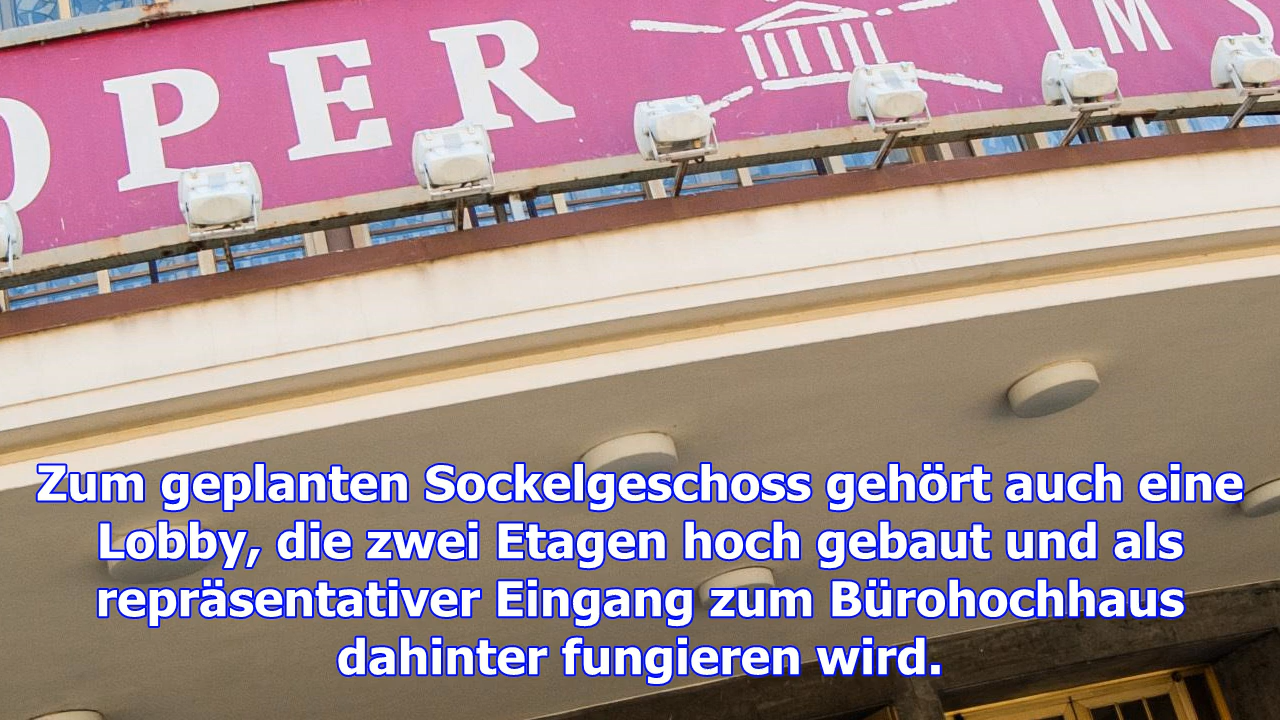 OPER IM S
Zum geplanten Sockelgeschoss gehört auch eine
Lobby, die zwei Etagen hoch gebaut und als
repräsentativer Eingang zum Bürohochhaus
dahinter fungieren wird.